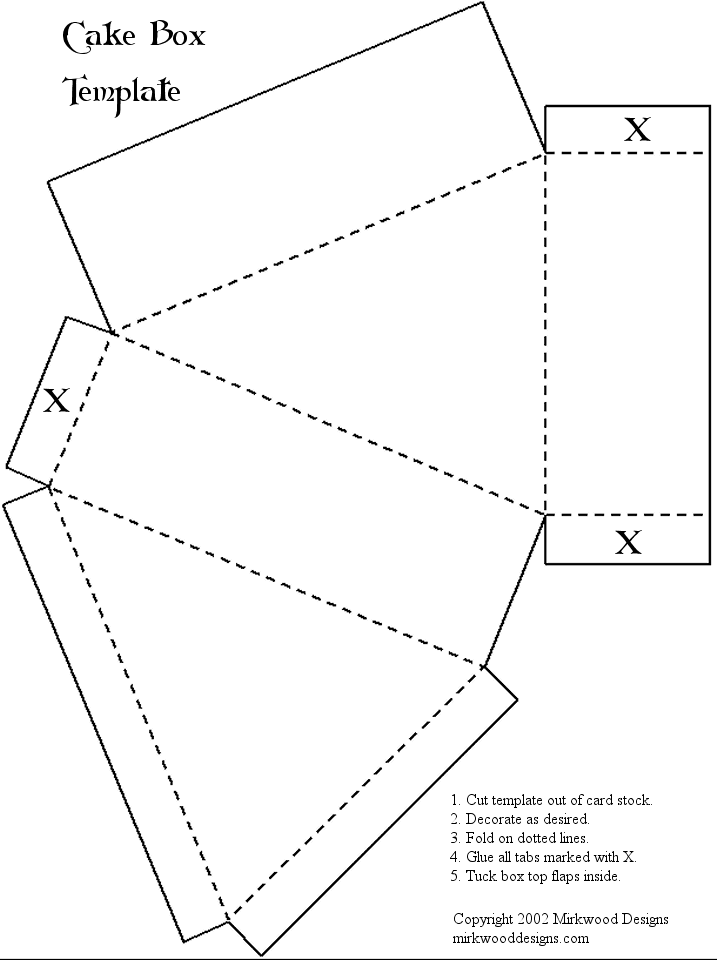 Cake Box
Template
X
X
X
1. Cut template out of card stock.
2. Decorate as desired.
3. Fold on dotted lines.
4. Glue all tabs marked with X.
5. Tuck box top flaps inside.
Copyright 2002 Mirkwood Designs
mirkwooddesigns.com